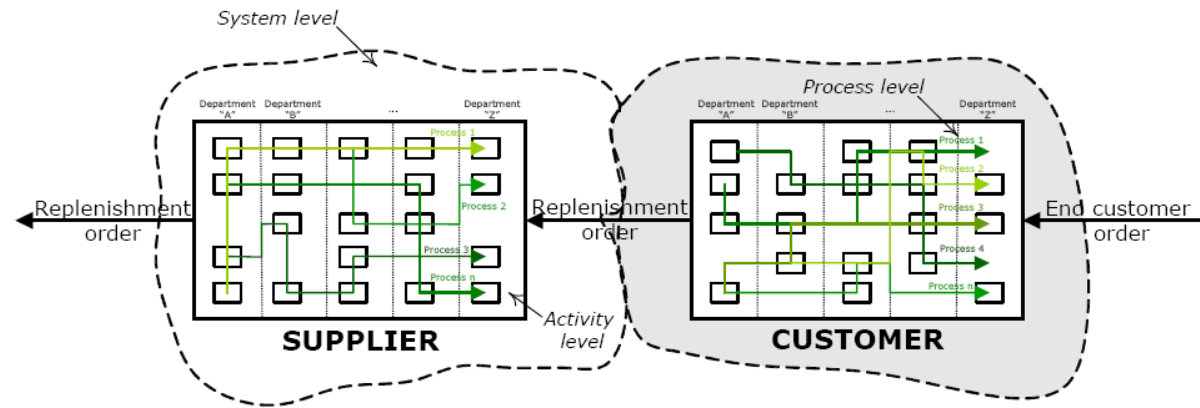 System level
Process level
Department
"A"
Department
"B"
...
Department
"Z"
Department
"A"
Department
"B"
...
Department
"Z"
Process 1
Process 2
Process 3
Process n
Process 1
Process 2
Process 3
Process 4
Process n
Replenishment
order
Replenishment
order
End customer
order
Activity
level
SUPPLIER
CUSTOMER